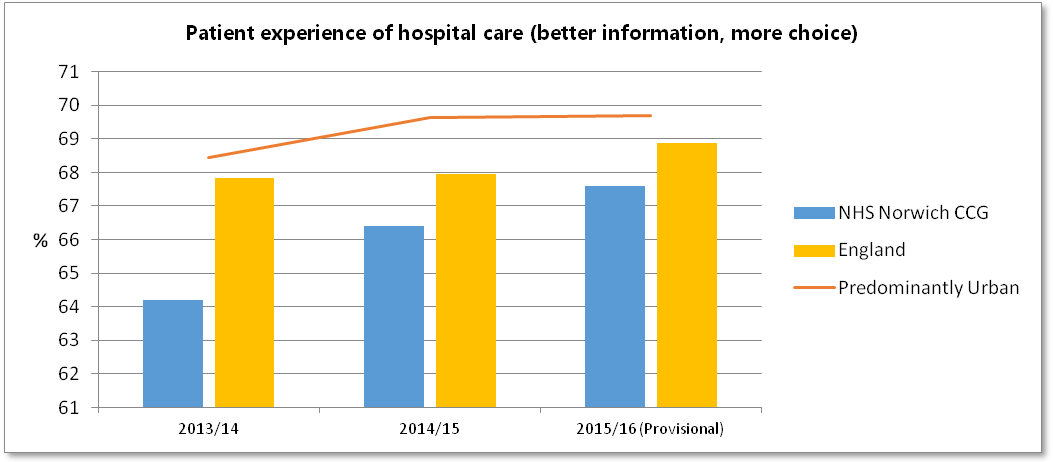 Patient experience of hospital care (better information, more choice)
71
70
69
68
67
66
65
64
63
62
61
%
2013/14
2014/15
2015/16 (Provisional)
NHS Norwich CCG
England
Predominantly Urban